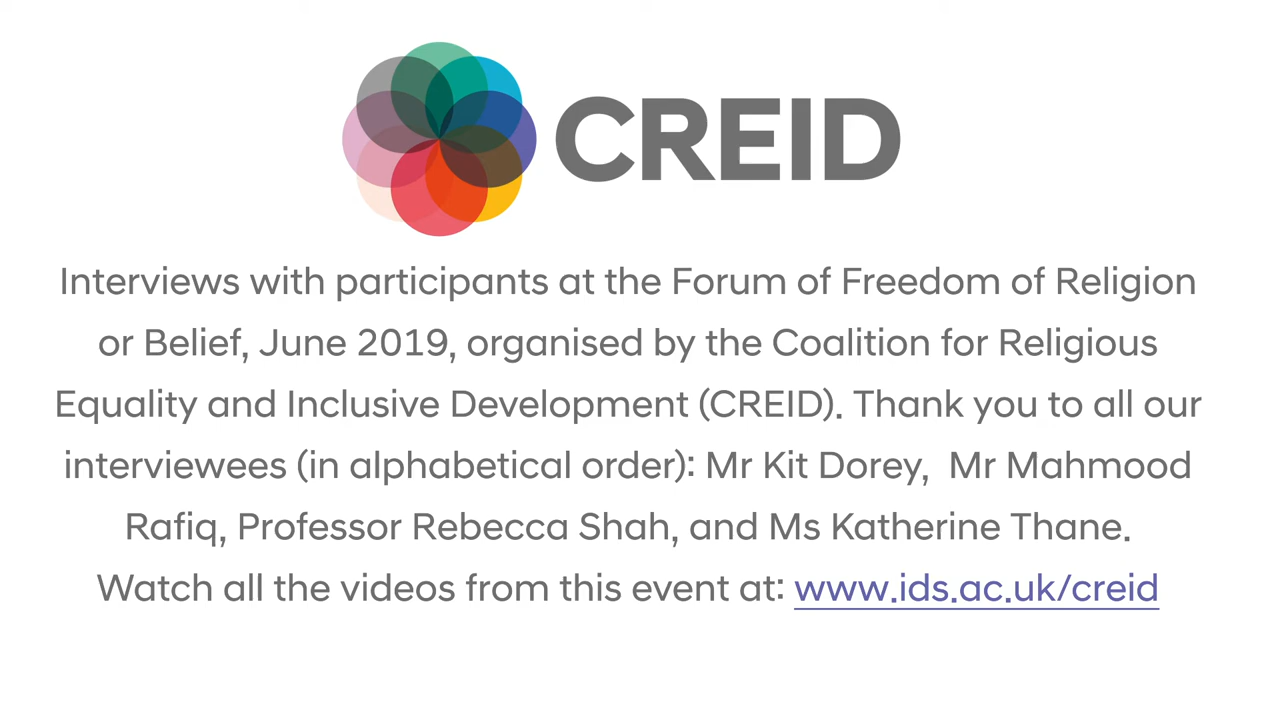 CREID
Interviews with participants at the Forum of Freedom of Religion
or Belief, June 2019, organised by the Coalition for Religious
Equality and Inclusive Development (CREID). Thank you to all our
interviewees (in alphabetical order): Mr Kit Dorey,  Mr Mahmood
Rafiq, Professor Rebecca Shah, and Ms Katherine Thane.
Watch all the videos from this event at: www.ids.ac.uk/creid